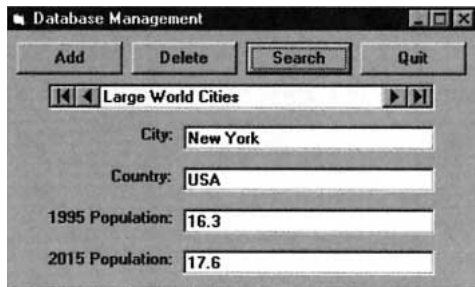 Database Management
Add Delete Search Quit
Large World Cities
City: New York
Country: USA
1995 Population: 16.3
2015 Population: 17.6